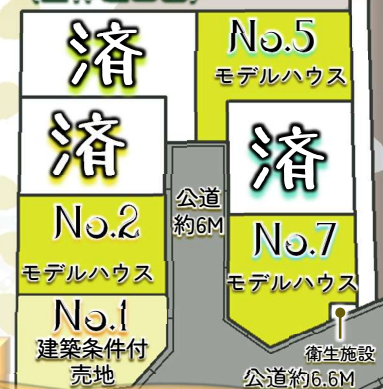 済
No.5
モデルハウス
済
済
公道
約6M
No.2
モデルハウス
No.7
モデルハウス
No.1
建築条件付
売地
衛生施設
公道約6.6M